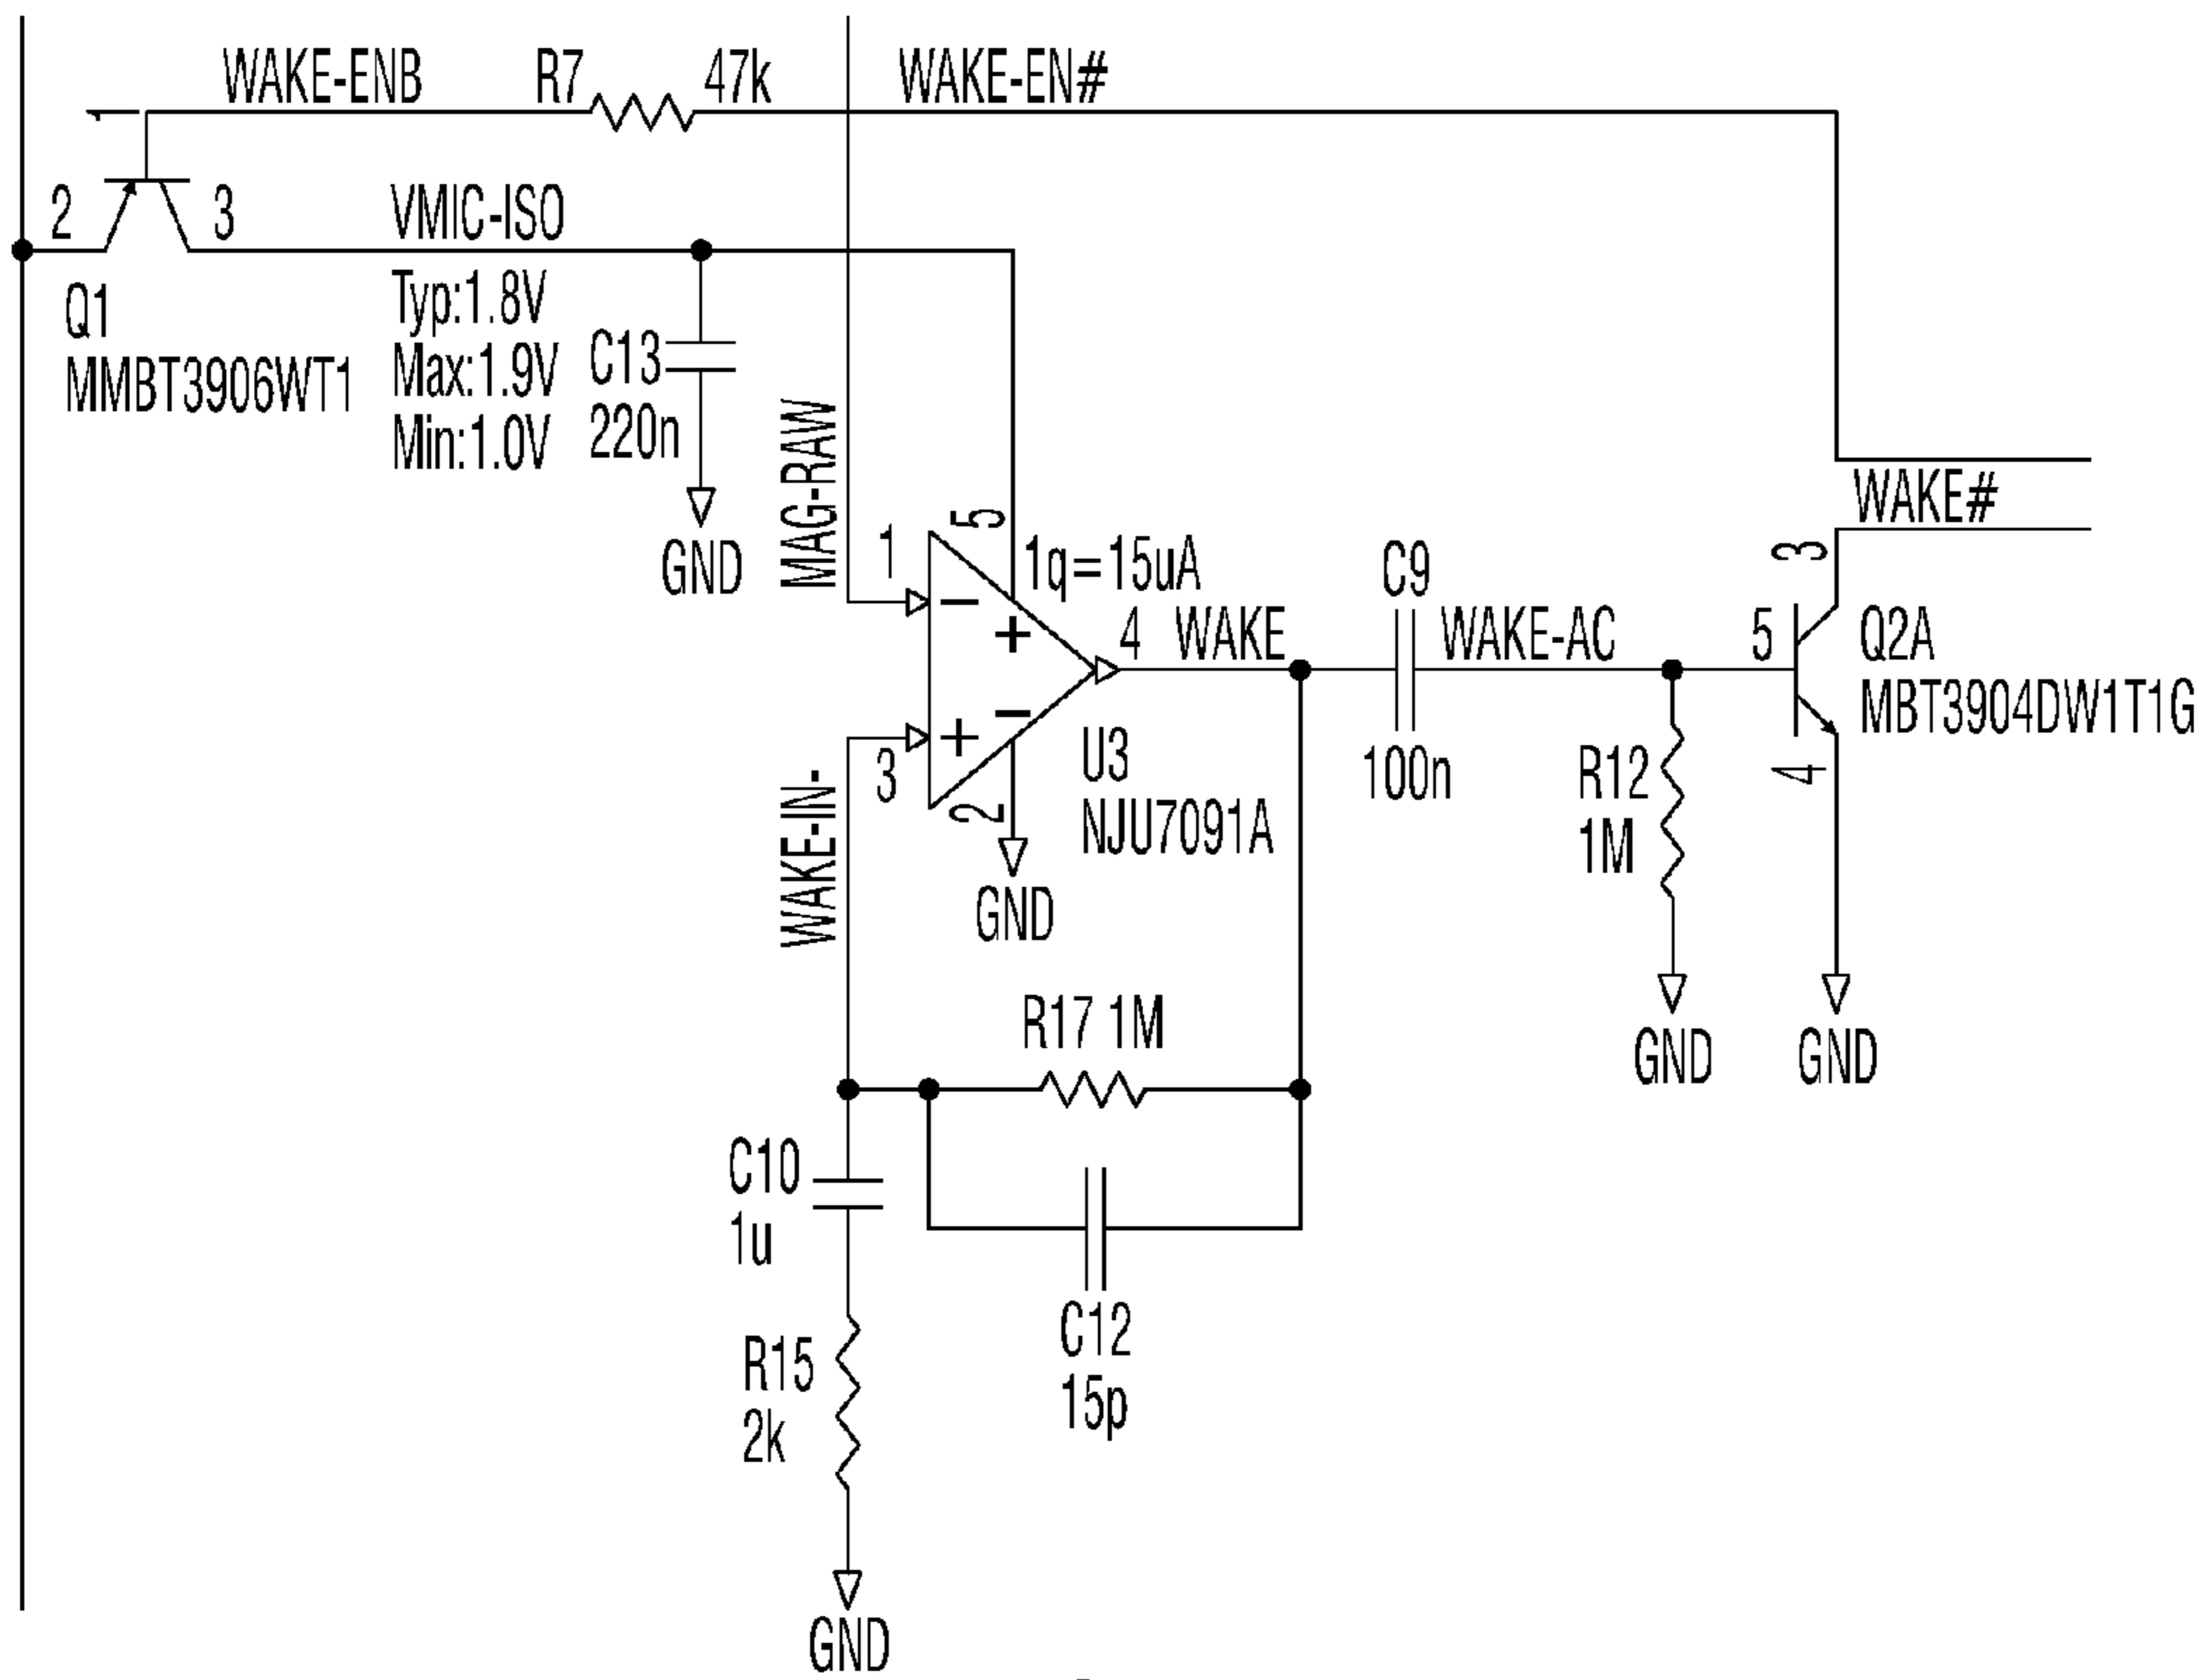 WAKE-ENB
R7
47k
WAKE-EN#
2
3
VMIC-ISO
Q1
MMBT3906WT1
Typ:1.8V
Max:1.9V
Min:1.0V
C13
220n
GND
MAG-RAW
1
5
1q=15uA
4
WAKE
C9
100n
WAKE-AC
WAKE#
3
5
Q2A
MBT3904DW1T1G
4
R12
1M
GND
GND
3
+
-
+
-
2
GND
U3
NJU7091A
WAKE-IN-
R17 1M
C10
1u
C12
15p
R15
2k
GND